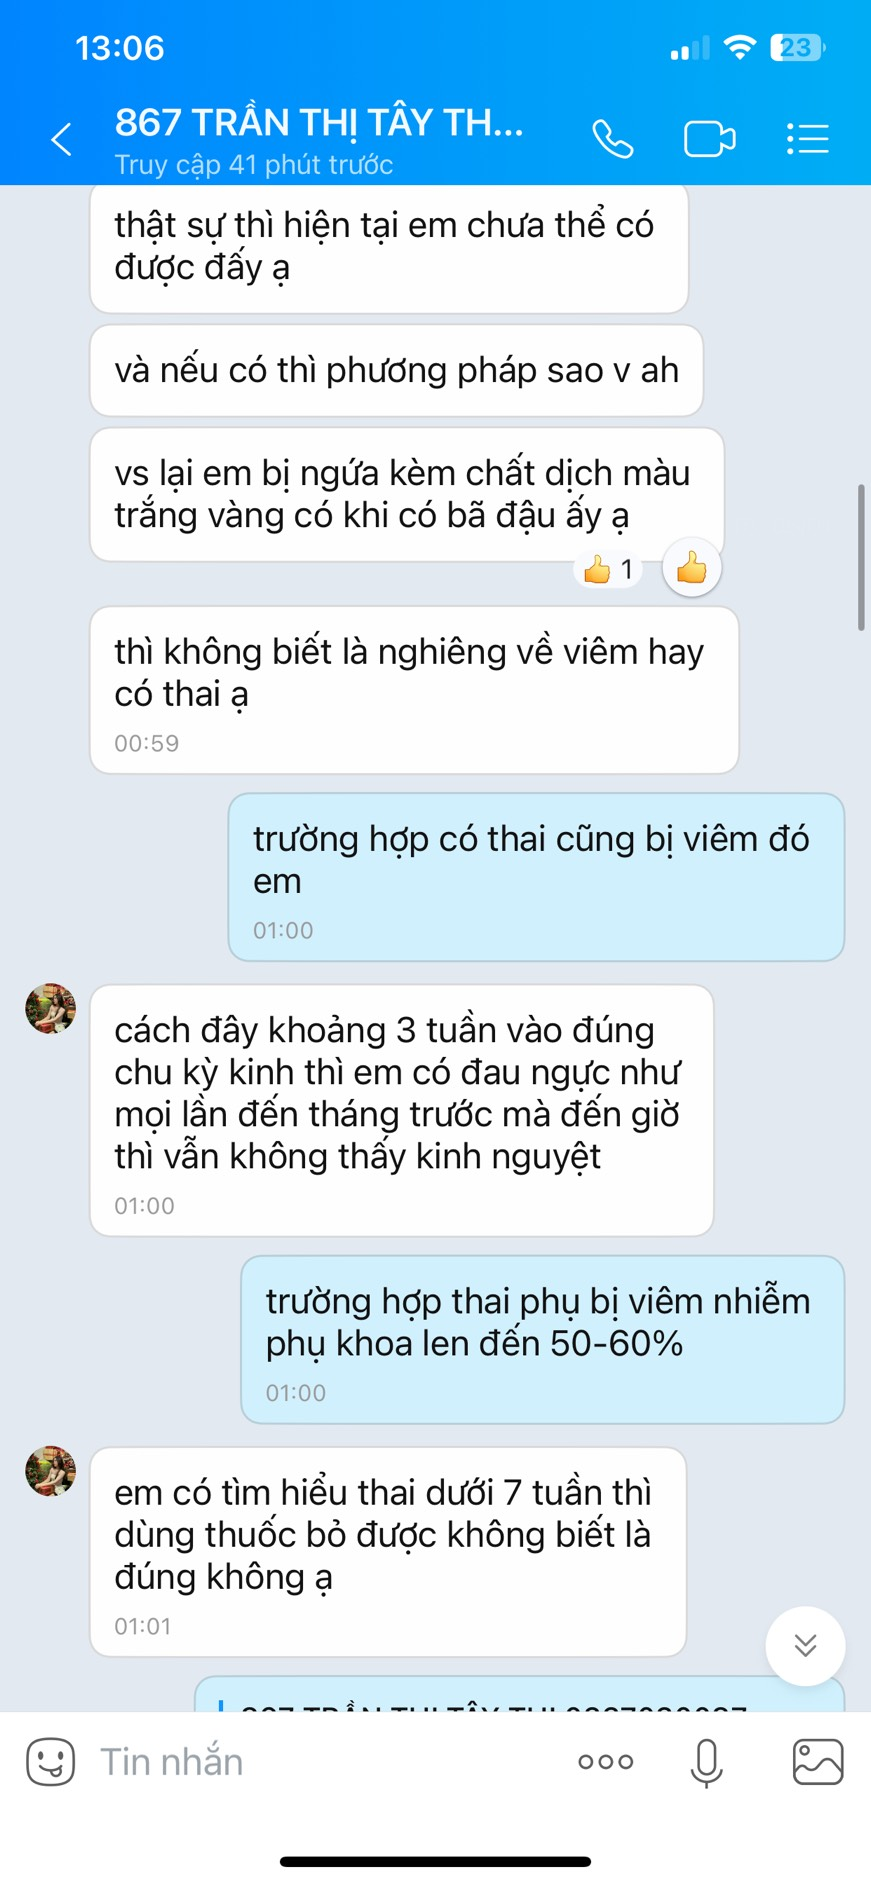 13:06
23
867 TRẦN THỊ TÂY TH...
Truy cập 41 phút trước
thật sự thì hiện tại em chưa thể có
được đấy ạ
và nếu có thì phương pháp sao v ah
vs lại em bị ngứa kèm chất dịch màu
trắng vàng có khi có bã đậu ấy ạ
1
thì không biết là nghiêng về viêm hay
có thai ạ
00:59
trường hợp có thai cũng bị viêm đó
em
01:00
cách đây khoảng 3 tuần vào đúng
chu kỳ kinh thì em có đau ngực như
mọi lần đến tháng trước mà đến giờ
thì vẫn không thấy kinh nguyệt
01:00
trường hợp thai phụ bị viêm nhiễm
phụ khoa len đến 50-60%
01:00
em có tìm hiểu thai dưới 7 tuần thì
dùng thuốc bỏ được không biết là
đúng không ạ
01:01
867 TRẦN THỊ TÂY THI
Tin nhắn